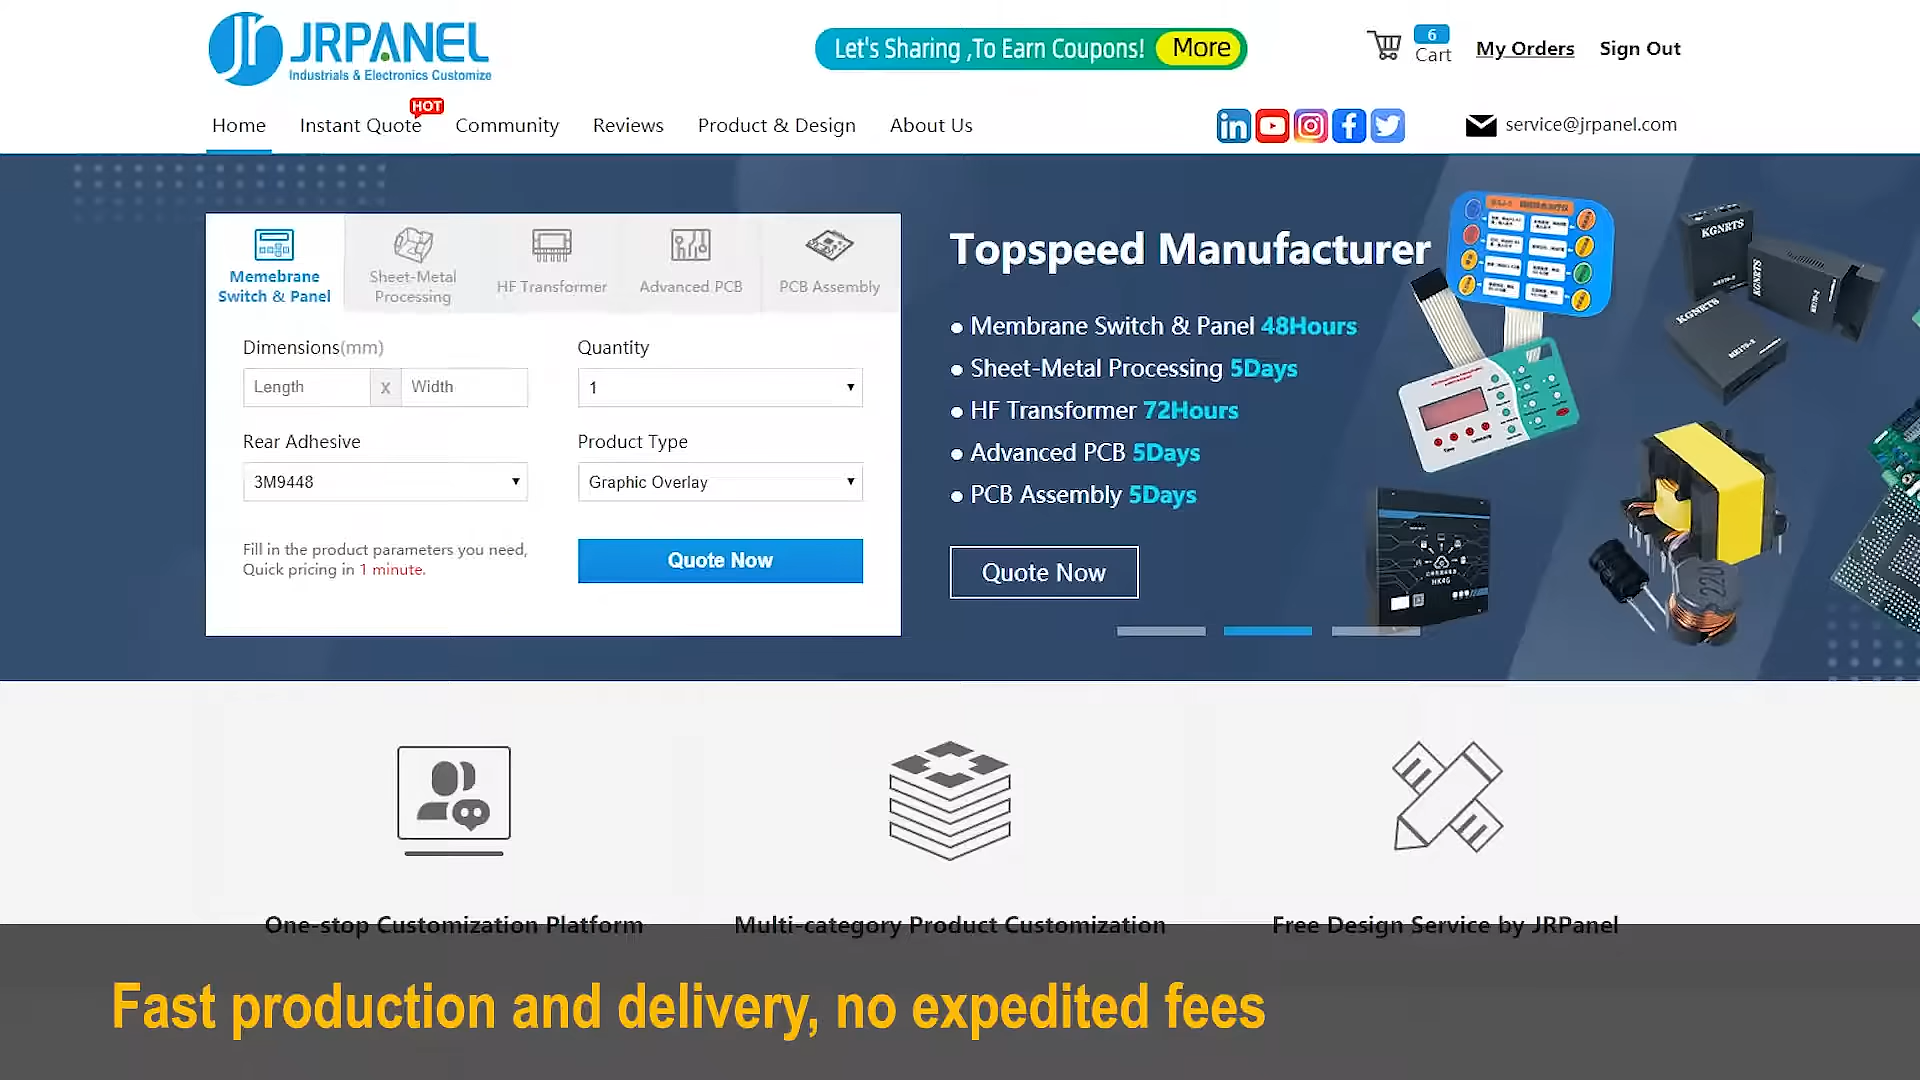 JRPANEL
Industrials & Electronics Customize
Let's Sharing ,To Earn Coupons! More
6
Cart
My Orders
Sign Out
HOT
Home
Instant Quote
Community
Reviews
Product & Design
About Us
service@jrpanel.com
Memebrane
Switch & Panel
Sheet-Metal
Processing
HF Transformer
Advanced PCB
PCB Assembly
Dimensions(mm)
Quantity
Length x Width
1
Rear Adhesive
Product Type
3M9448
Graphic Overlay
Fill in the product parameters you need,
Quick pricing in 1 minute.
Quote Now
Topspeed Manufacturer
● Membrane Switch & Panel 48Hours
● Sheet-Metal Processing 5Days
● HF Transformer 72Hours
● Advanced PCB 5Days
● PCB Assembly 5Days
Quote Now
KGNRTS
KGNRTS
KGNRTS
HK4G
220
One-stop Customization Platform
Multi-category Product Customization
Free Design Service by JRPanel
Fast production and delivery, no expedited fees